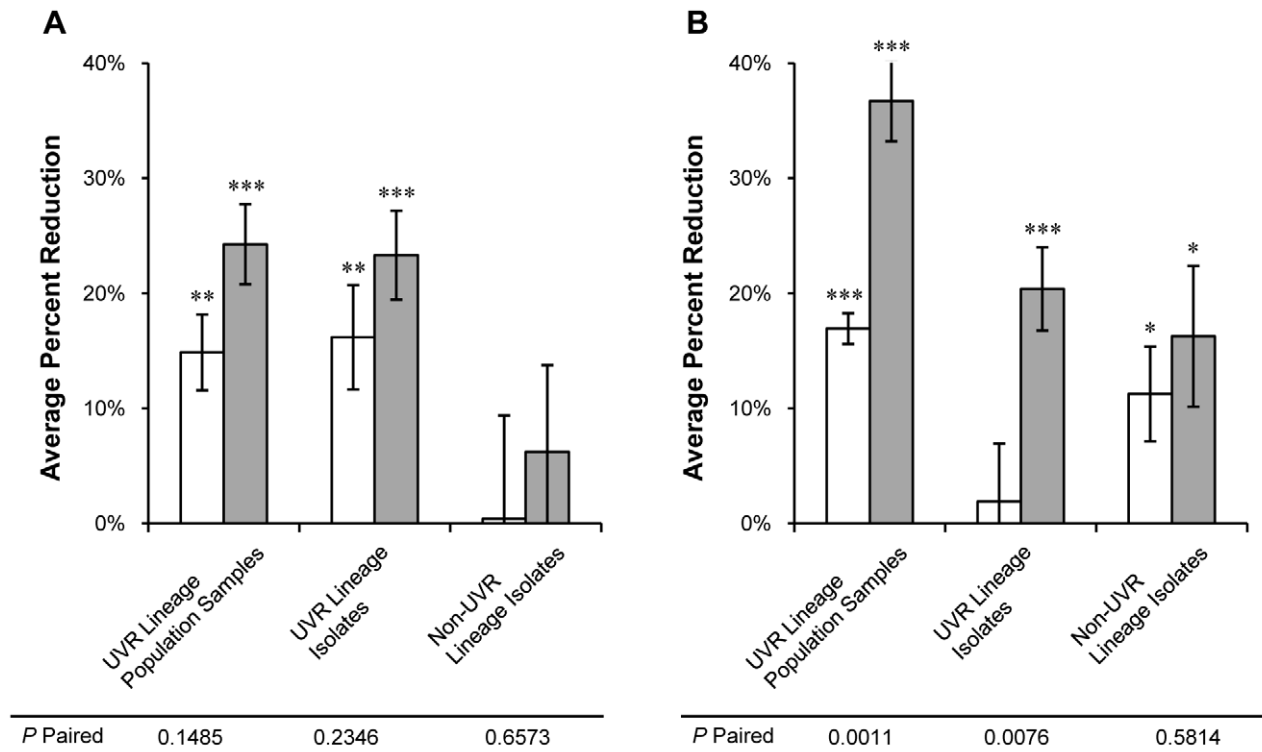 A
Average Percent Reduction
40%
30%
20%
10%
0%
**
***
**
***
UVR Lineage
Population Samples
UVR Lineage
Isolates
Non-UVR
Lineage Isolates
P Paired 0.1485 0.2346 0.6573
B
Average Percent Reduction
40%
30%
20%
10%
0%
***
***
***
*
*
UVR Lineage
Population Samples
UVR Lineage
Isolates
Non-UVR
Lineage Isolates
P Paired 0.0011 0.0076 0.5814